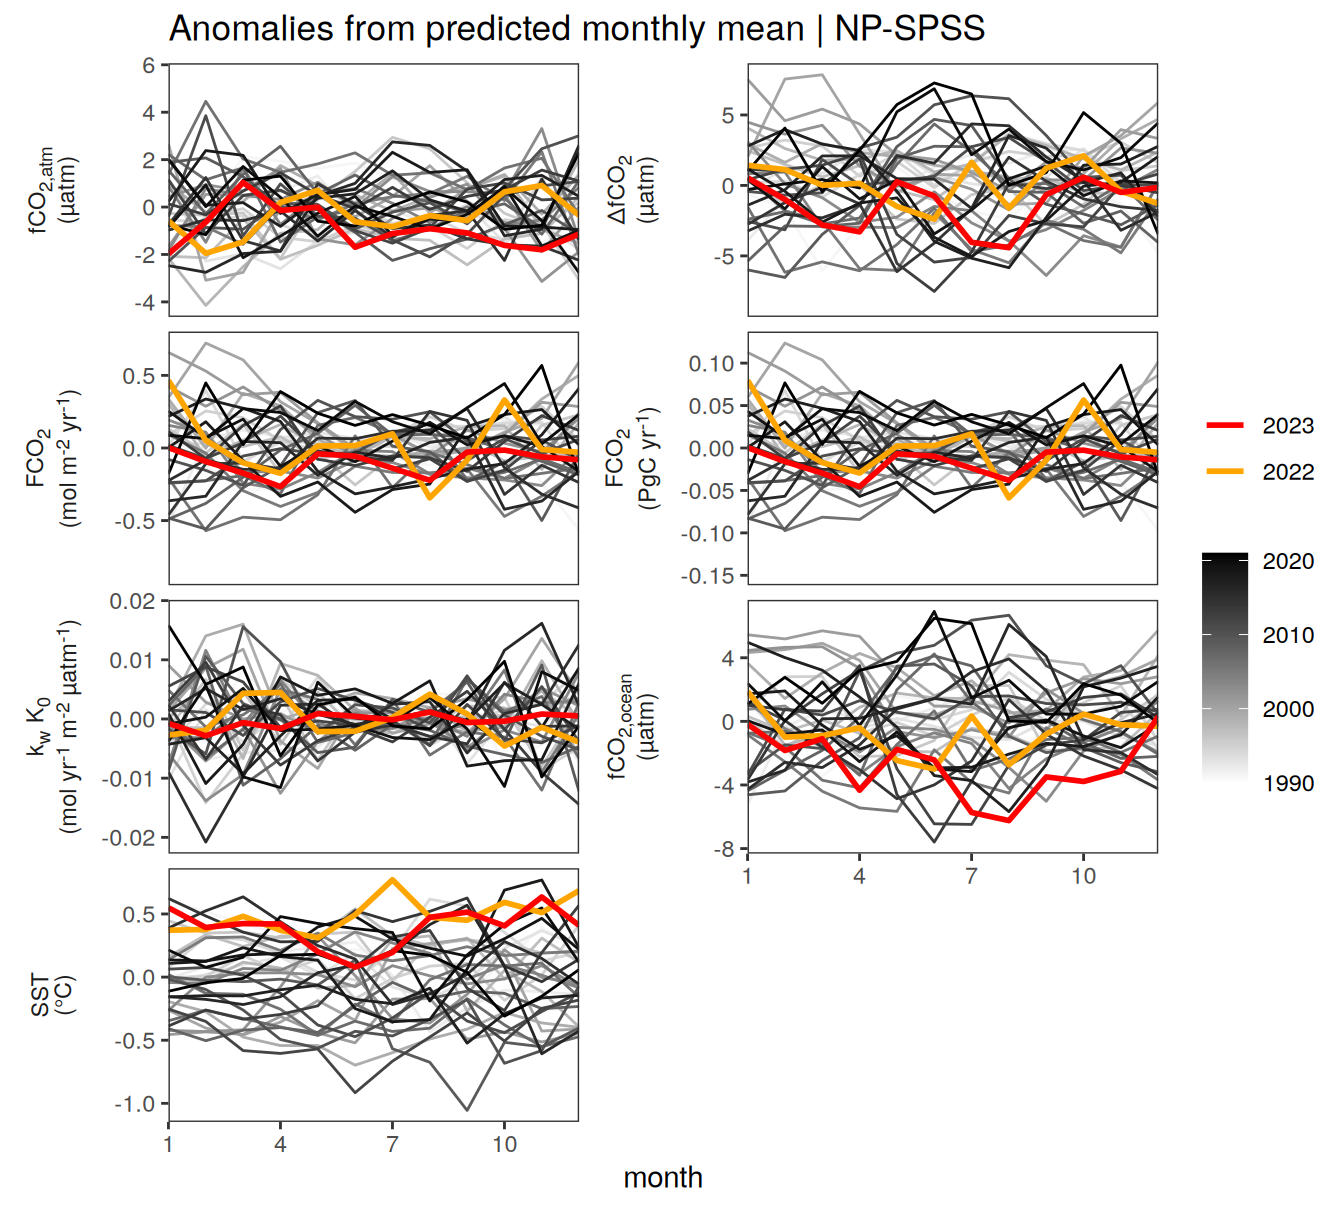 Anomalies from predicted monthly mean | NP-SPSS
fCO2,atm
(µatm)
6
4
2
0
-2
-4
ΔfCO2
(µatm)
5
0
-5
FCO2
(mol m-2 yr-1)
0.5
0.0
-0.5
FCO2
(PgC yr-1)
0.10
0.05
0.00
-0.05
-0.10
-0.15
kw K0
(mol yr-1 m-2 µatm-1)
0.02
0.01
0.00
-0.01
-0.02
fCO2,ocean
(µatm)
4
0
-4
-8
1 4 7 10
SST
(°C)
0.5
0.0
-0.5
-1.0
1 4 7 10
month
2023
2022
2020
2010
2000
1990